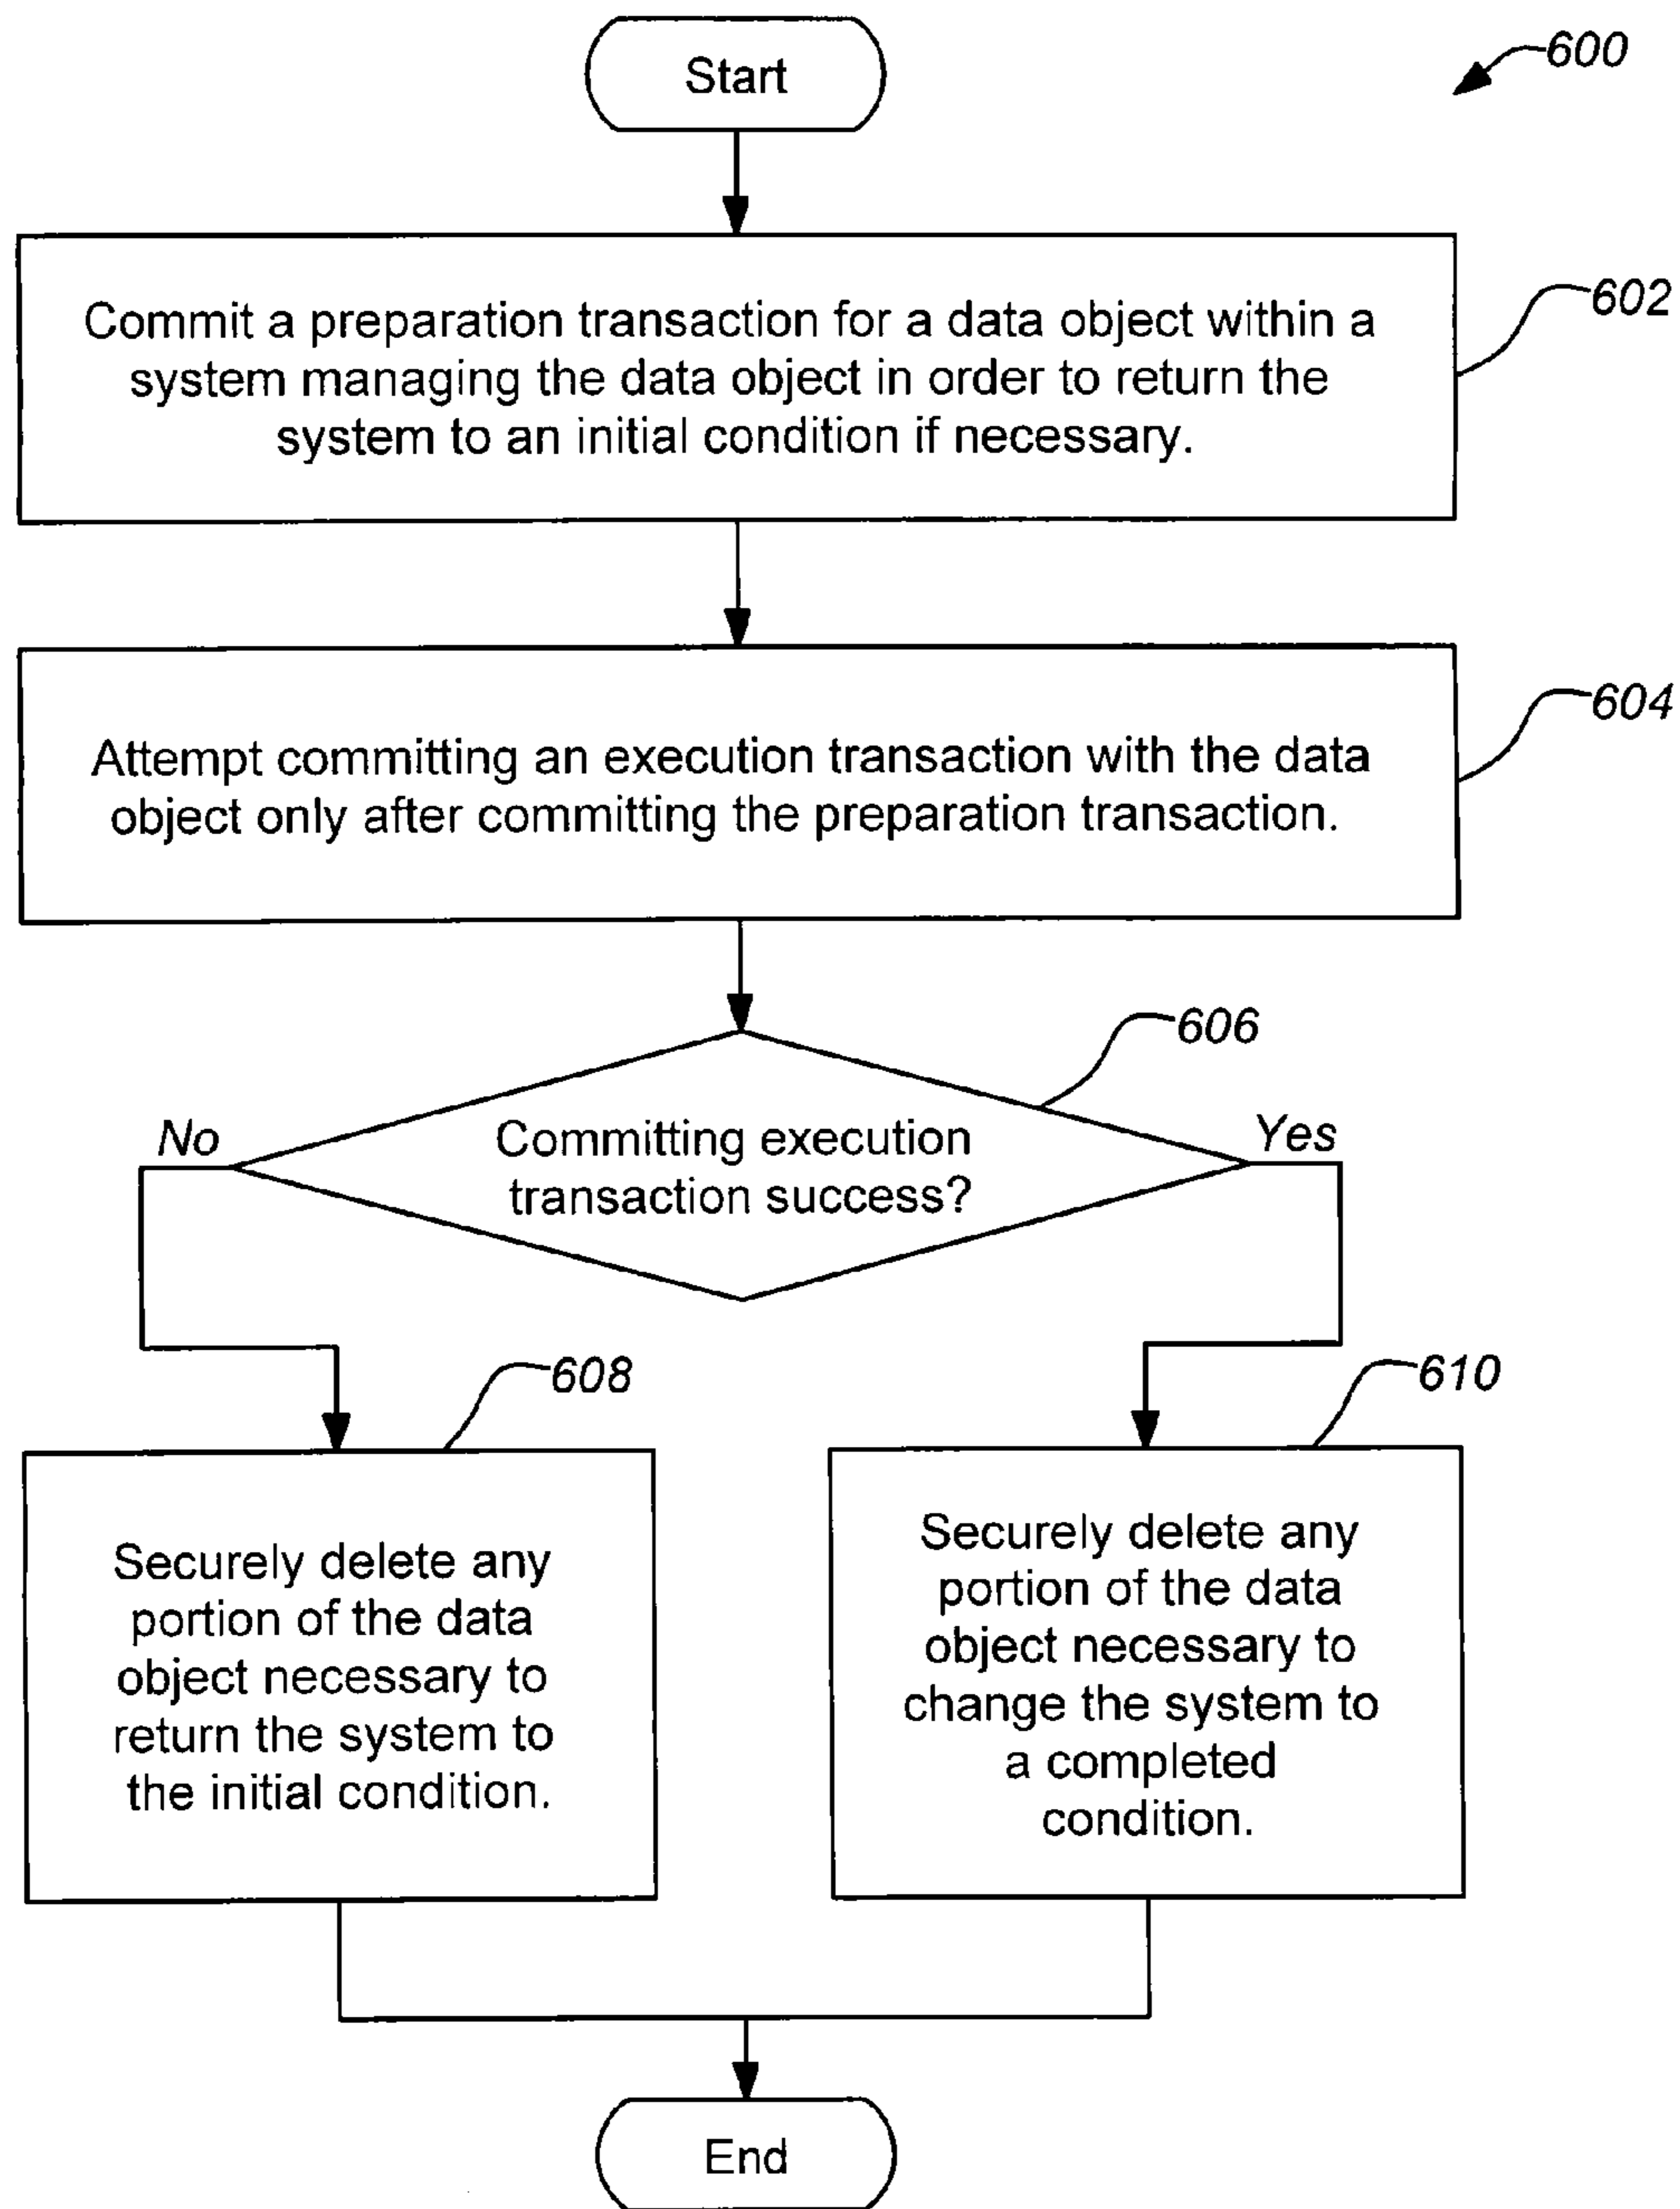 Start
600
Commit a preparation transaction for a data object within a
system managing the data object in order to return the
system to an initial condition if necessary.
602
Attempt committing an execution transaction with the data
object only after committing the preparation transaction.
604
606
No
Committing execution
transaction success?
Yes
608
Securely delete any
portion of the data
object necessary to
return the system to
the initial condition.
610
Securely delete any
portion of the data
object necessary to
change the system to
a completed
condition.
End